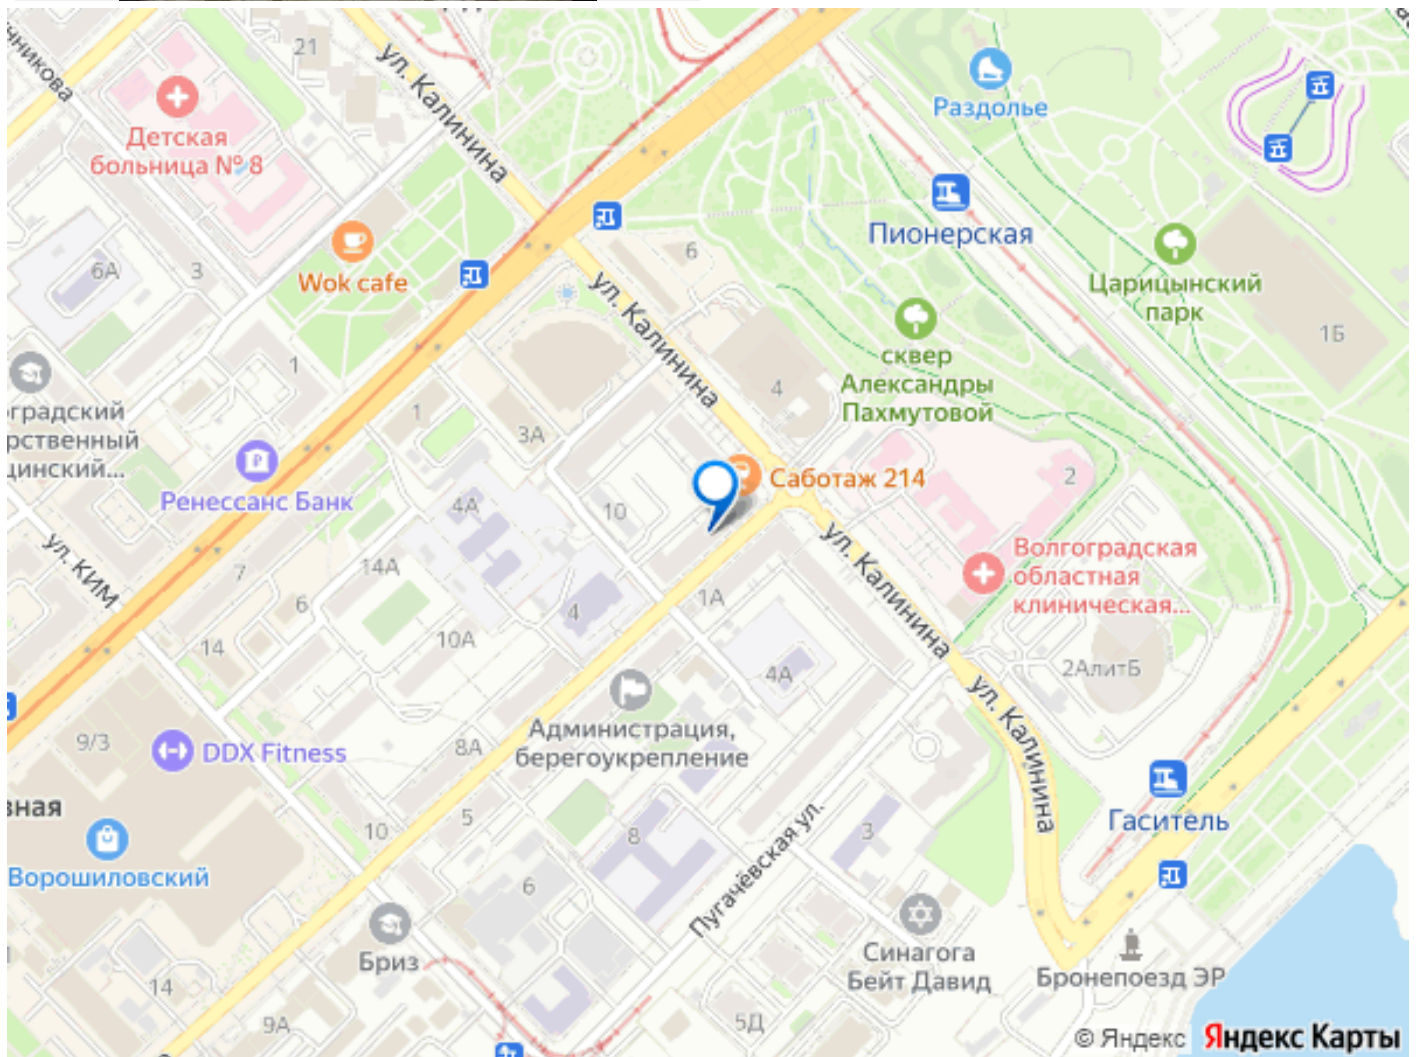 21
ул. Калинина
Детская
больница № 8
Раздолье
Пионерская
6А
3
Wok cafe
6
ул. Калинина
Царицынский
парк
1Б
1
сквер
Александры
Пахмутовой
4
1
3А
Ренессанс Банк
Саботаж 214
2
4А
10
ул. КИМ
14А
7
6
4
1А
ул. Калинина
Волгоградская
областная
клиническая...
10А
14
4А
2АлитБ
Администрация,
берегоукрепление
ул. Калинина
9/3
DDX Fitness
8А
Гаситель
Ворошиловский
10
5
8
3
Пугачёвская ул.
6
Бриз
Синагога
Бейт Давид
Бронепоезд ЭР
14
9А
5Д
© Яндекс Яндекс Карты